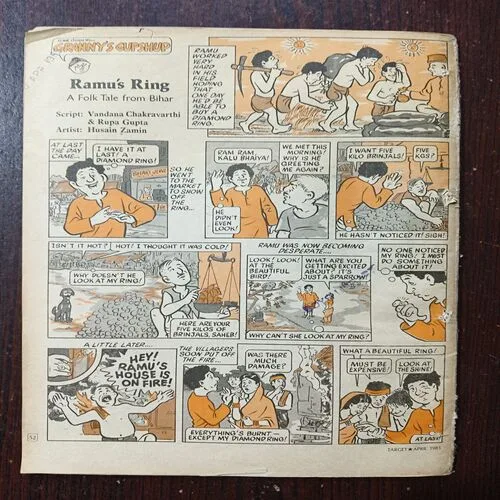 COME CLOSER TO...
GRANNY'S GUPSHUP
Ramu's Ring
A Folk Tale from Bihar
Script: Vandana Chakravarthi
& Rupa Gupta
Artist: Husain Zamin
RAMU
WORKED
VERY
HARD
IN HIS
FIELD
HOPING
THAT
ONE DAY
HE'D BE
ABLE TO
BUY A
DIAMOND
RING.
AT LAST
THE DAY
CAME...
I HAVE IT AT
LAST! A
DIAMOND RING!
SO HE
WENT
TO THE
MARKET
TO SHOW
OFF
THE
RING...
RAM RAM,
KALU BHAIYA!
WE MET THIS
MORNING!
WHY IS HE
GREETING
ME AGAIN?
HE
DIDN'T
EVEN
LOOK!
I WANT FIVE
KILO BRINJALS!
FIVE
KGS?
HE HASN'T NOTICED IT! SIGH!
ISN'T IT HOT?
HOT! I THOUGHT IT WAS COLD!
WHY DOESN'T HE
LOOK AT MY RING!
HERE ARE YOUR
FIVE KILOS OF
BRINJALS, SAHEB!
RAMU WAS NOW BECOMING
DESPERATE....
LOOK! LOOK!
AT THE
BEAUTIFUL
BIRD!
WHAT ARE YOU
GETTING EXCITED
ABOUT? IT'S
JUST A SPARROW!
WHY CAN'T SHE LOOK AT MY RING?
NO ONE NOTICED
MY RING! I MUST
DO SOMETHING
ABOUT IT!
A LITTLE LATER....
HEY!
RAMU'S
HOUSE IS
ON FIRE!
THE VILLAGERS
SOON PUT OFF
THE FIRE...
WAS THERE
MUCH
DAMAGE?
EVERYTHING'S BURNT—
EXCEPT MY DIAMOND RING!
WHAT A BEAUTIFUL RING!
MUST BE
EXPENSIVE!
LOOK AT
THE SHINE!
AT LAST!
52
TARGET★APRIL 1983